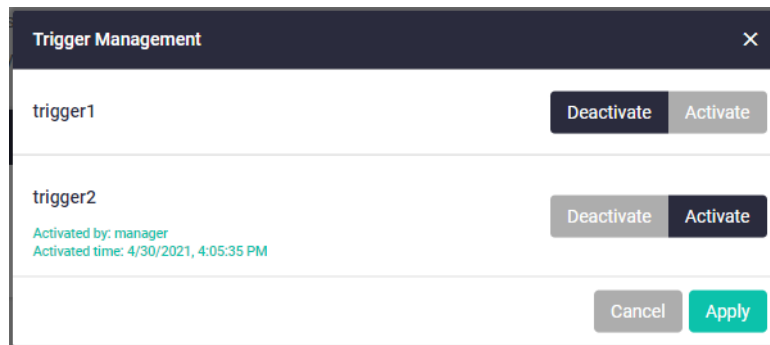 Trigger Management
trigger1
Deactivate Activate
trigger2
Activated by: manager
Activated time: 4/30/2021, 4:05:35 PM
Deactivate Activate
Cancel Apply